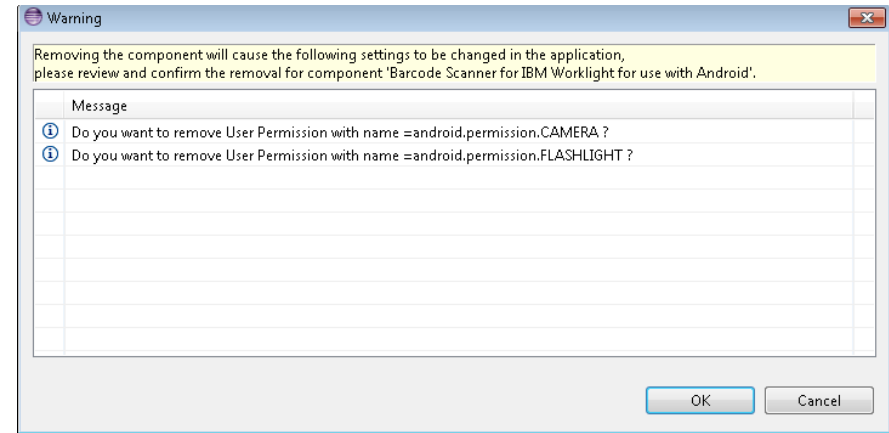 Warning
Removing the component will cause the following settings to be changed in the application,
please review and confirm the removal for component 'Barcode Scanner for IBM Worklight for use with Android'.
Message
Do you want to remove User Permission with name =android.permission.CAMERA ?
Do you want to remove User Permission with name =android.permission.FLASHLIGHT ?
OK Cancel